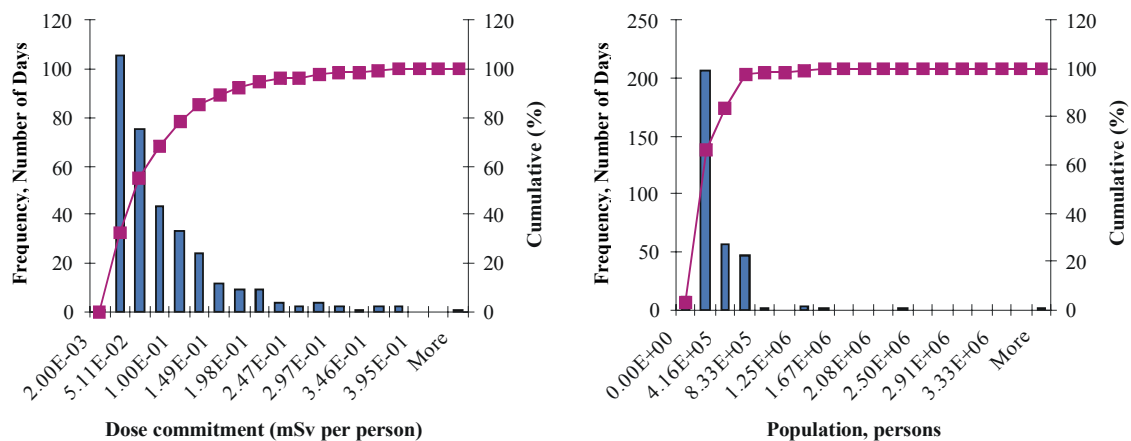 Frequency, Number of Days
120
100
80
60
40
20
0
120
100
80
60
40
20
0
Cumulative (%)
2.00E-03
5.11E-02
1.00E-01
1.49E-01
1.98E-01
2.47E-01
2.97E-01
3.46E-01
3.95E-01
More
Dose commitment (mSv per person)
Frequency, Number of Days
250
200
150
100
50
0
120
100
80
60
40
20
0
Cumulative (%)
0.00E+00
4.16E+05
8.33E+05
1.25E+06
1.67E+06
2.08E+06
2.50E+06
2.91E+06
3.33E+06
More
Population, persons